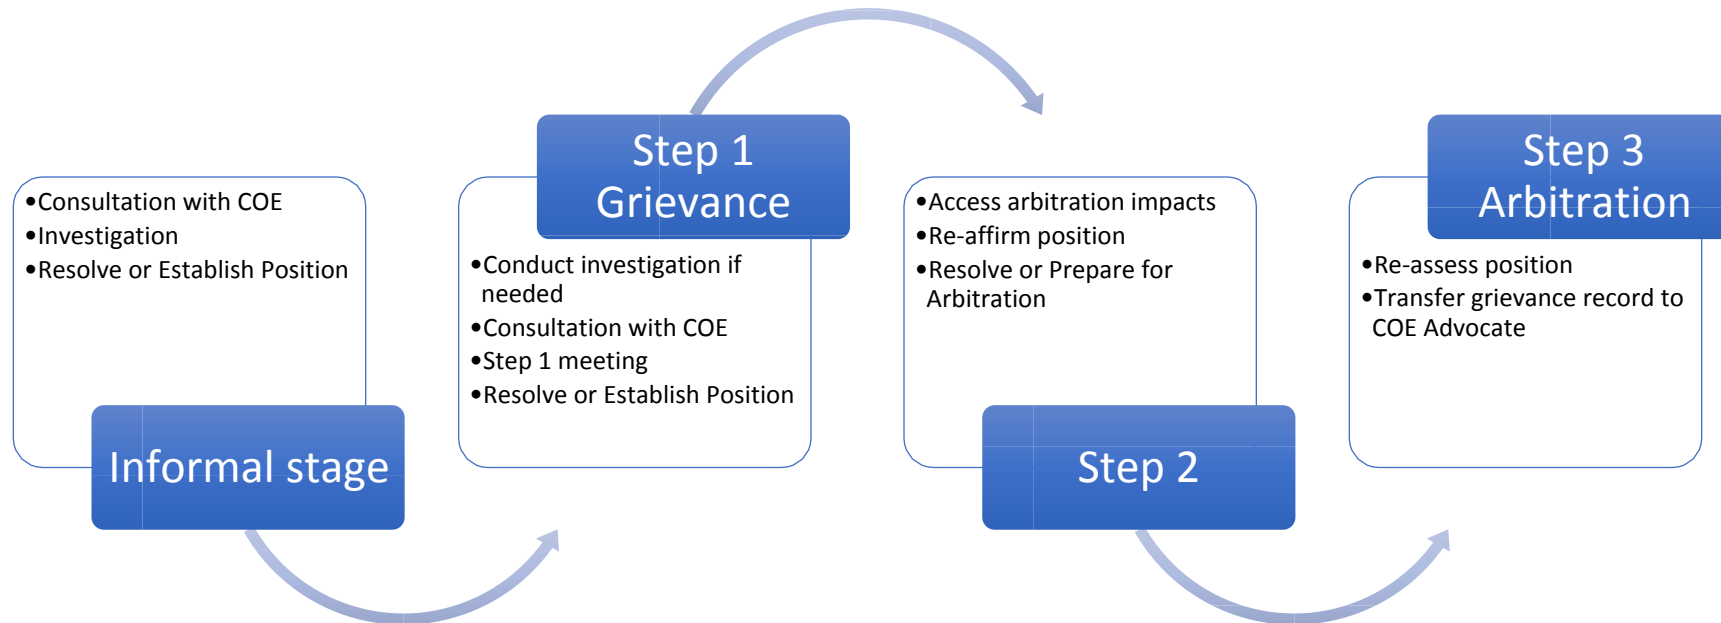 •Consultation with COE
•Investigation
•Resolve or Establish Position
Informal stage
Step 1
Grievance
•Conduct investigation if
needed
•Consultation with COE
•Step 1 meeting
•Resolve or Establish Position
•Access arbitration impacts
•Re-affirm position
•Resolve or Prepare for
Arbitration
Step 2
Step 3
Arbitration
•Re-assess position
•Transfer grievance record to
COE Advocate